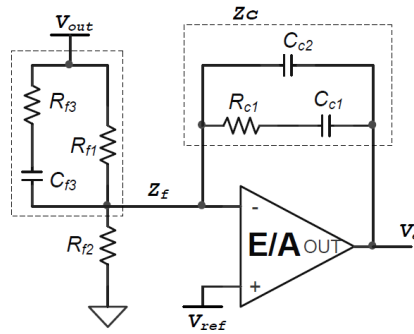 Zc
Vout
Cc2
Rf3
Rc1
Cc1
Rf1
Cf3
Zf
-
Rf2
E/A OUT
+
Vref